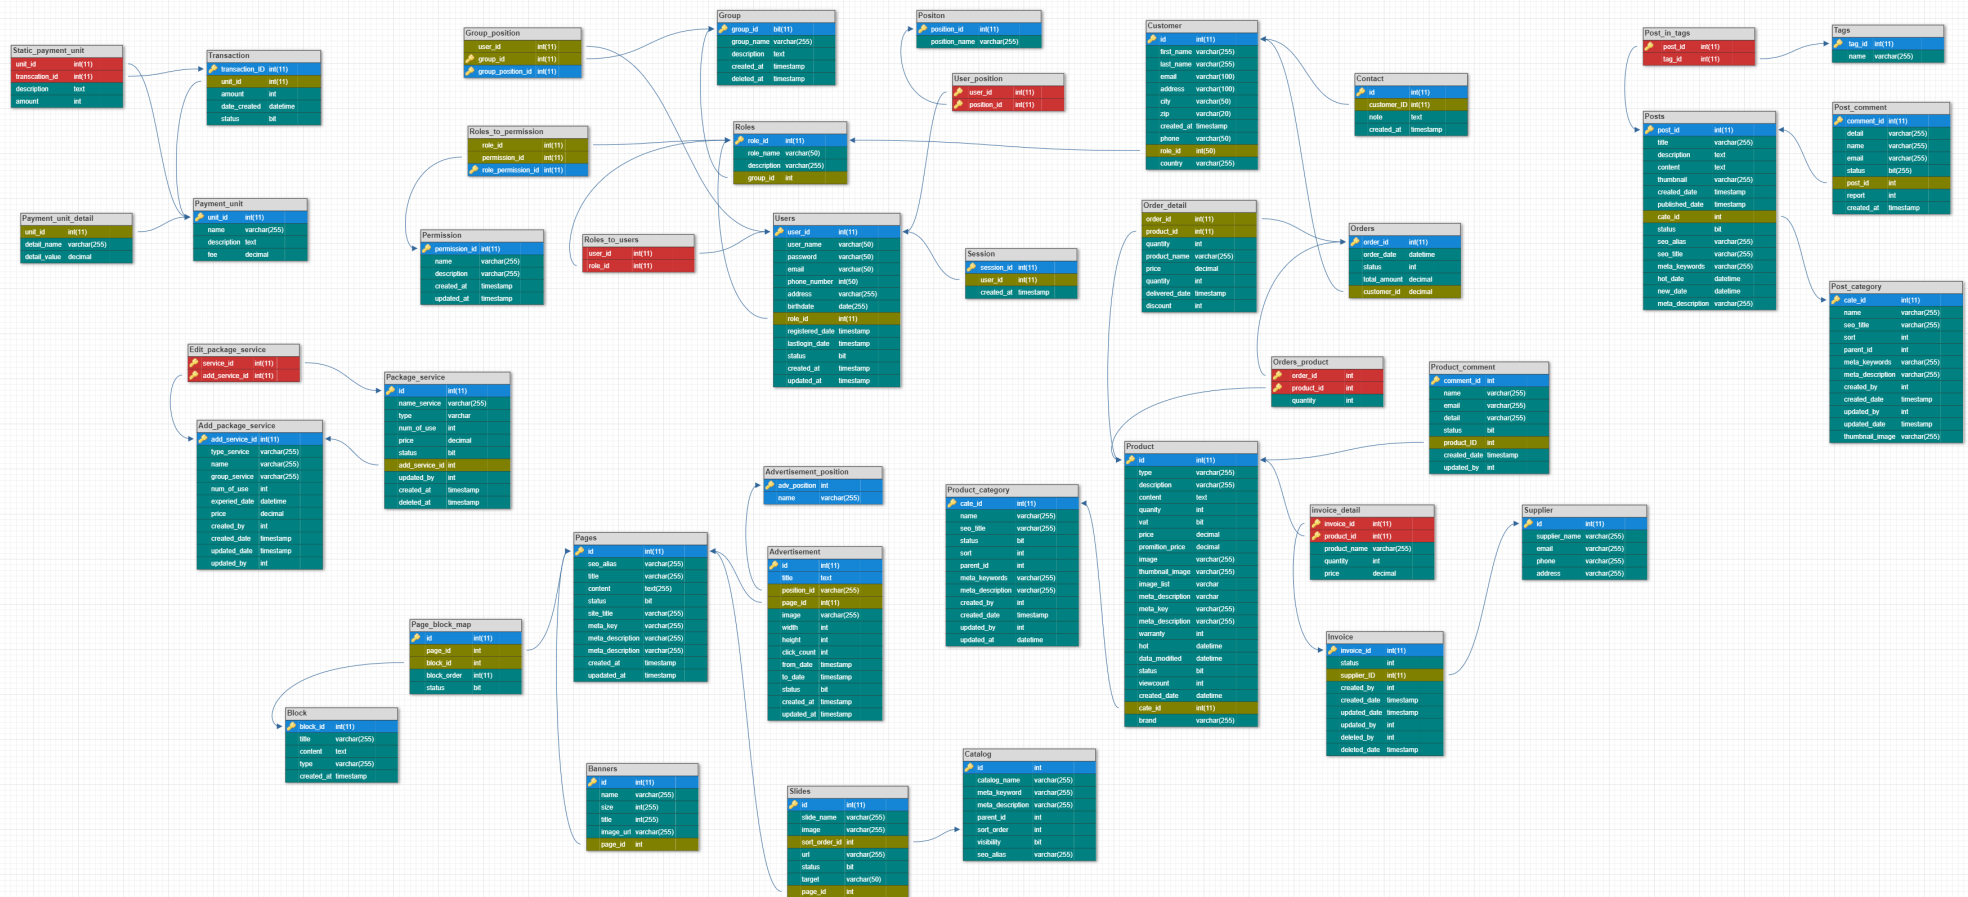 Static_payment_unit
unit_id int(11)
transcation_id int(11)
description text
amount int
Transaction
transaction_ID int(11)
unit_id int(11)
amount int
date_created datetime
status bit
Payment_unit_detail
unit_id int(11)
detail_name varchar(255)
detail_value decimal
Payment_unit
unit_id int(11)
name varchar(255)
description text
fee decimal
Group_position
user_id int(11)
group_id int(11)
group_position_id int(11)
Group
group_id bit(11)
group_name varchar(255)
description text
created_at timestamp
deleted_at timestamp
Positon
position_id int(11)
position_name varchar(255)
User_position
user_id int(11)
position_id int(11)
Roles_to_permission
role_id int(11)
permission_id int(11)
role_permission_id int(11)
Roles
role_id int(11)
role_name varchar(50)
description varchar(255)
group_id int
Permission
permission_id int(11)
name varchar(255)
description varchar(255)
created_at timestamp
updated_at timestamp
Roles_to_users
user_id int(11)
role_id int(11)
Users
user_id int(11)
user_name varchar(50)
password varchar(50)
email varchar(50)
phone_number int(50)
address varchar(255)
birthdate date(255)
role_id int(11)
registered_date timestamp
lastlogin_date timestamp
status bit
created_at timestamp
updated_at timestamp
Session
session_id int(11)
user_id int(11)
created_at timestamp
Customer
id int(11)
first_name varchar(255)
last_name varchar(255)
email varchar(100)
address varchar(100)
city varchar(50)
zip varchar(20)
created_at timestamp
phone varchar(50)
role_id int(50)
country varchar(255)
Contact
id int(11)
customer_ID int(11)
note text
created_at timestamp
Order_detail
order_id int(11)
product_id int(11)
quantity int
product_name varchar(255)
price decimal
quantity int
delivered_date timestamp
discount int
Orders
order_id int(11)
order_date datetime
status int
total_amount decimal
customer_id decimal
Post_in_tags
post_id int(11)
tag_id int(11)
Tags
tag_id int(11)
name varchar(255)
Posts
post_id int(11)
title varchar(255)
description text
content text
thumbnail varchar(255)
created_date timestamp
published_date timestamp
cate_id int
status bit
seo_alias varchar(255)
seo_title varchar(255)
meta_keywords varchar(255)
hot_date datetime
new_date datetime
meta_description varchar(255)
Post_comment
comment_id int(11)
detail varchar(255)
name varchar(255)
email varchar(255)
status bit(255)
post_id int
report int
created_at timestamp
Post_category
cate_id int(11)
name varchar(255)
seo_title varchar(255)
sort int
parent_id int
meta_keywords varchar(255)
meta_description varchar(255)
created_by int
created_date timestamp
updated_by int
updated_date timestamp
thumbnail_image varchar(255)
Edit_package_service
service_id int(11)
add_service_id int(11)
Package_service
id int(11)
name_service varchar(255)
type varchar
num_of_use int
price decimal
status bit
add_service_id int
updated_by int
created_at timestamp
deleted_at timestamp
Add_package_service
add_service_id int(11)
type_service varchar(255)
name varchar(255)
group_service varchar(255)
num_of_use int
experied_date datetime
price decimal
created_by int
created_date timestamp
updated_date timestamp
updated_by int
Orders_product
order_id int
product_id int
quantity int
Product_comment
comment_id int
name varchar(255)
email varchar(255)
detail varchar(255)
status bit
product_ID int
created_date timestamp
updated_by int
Product
id int(11)
type varchar(255)
description varchar(255)
content text
quanity int
vat bit
price decimal
promition_price decimal
image varchar(255)
thumbnail_image varchar(255)
image_list varchar
meta_description varchar
meta_key varchar(255)
meta_description varchar(255)
warranty int
hot datetime
data_modified datetime
status bit
viewcount int
created_date datetime
cate_id int(11)
brand varchar(255)
Product_category
cate_id int(11)
name varchar(255)
seo_title varchar(255)
status bit
sort int
parent_id int
meta_keywords varchar(255)
meta_description varchar(255)
created_by int
created_date timestamp
updated_by int
updated_at datetime
Advertisement_position
adv_position int
name varchar(255)
Advertisement
id int(11)
title text
position_id varchar(255)
page_id int(11)
image varchar(255)
width int
height int
click_count int
from_date timestamp
to_date timestamp
status bit
created_at timestamp
updated_at timestamp
Pages
id int(11)
seo_alias varchar(255)
title varchar(255)
content text(255)
status bit
site_title varchar(255)
meta_key varchar(255)
meta_description varchar(255)
meta_description varchar(255)
created_at timestamp
upadated_at timestamp
Page_block_map
id int(11)
page_id int
block_id int
block_order int(11)
status bit
Block
block_id int(11)
title varchar(255)
content text
type varchar(255)
created_at timestamp
invoice_detail
invoice_id int(11)
product_id int(11)
product_name varchar(255)
quantity int
price decimal
Supplier
id int(11)
supplier_name varchar(255)
email varchar(255)
phone varchar(255)
address varchar(255)
Invoice
invoice_id int(11)
status int
supplier_ID int(11)
created_by int
created_date timestamp
updated_date timestamp
updated_by int
deleted_by int
deleted_date timestamp
Banners
id int(11)
name varchar(255)
size int(255)
title int(255)
image_url varchar(255)
page_id int
Slides
id int(11)
slide_name varchar(255)
image varchar(255)
sort_order_id int
url varchar(255)
status bit
target varchar(50)
page_id int
Catalog
id int
catalog_name varchar(255)
meta_keyword varchar(255)
meta_description varchar(255)
parent_id int
sort_order int
visibility bit
seo_alias varchar(255)